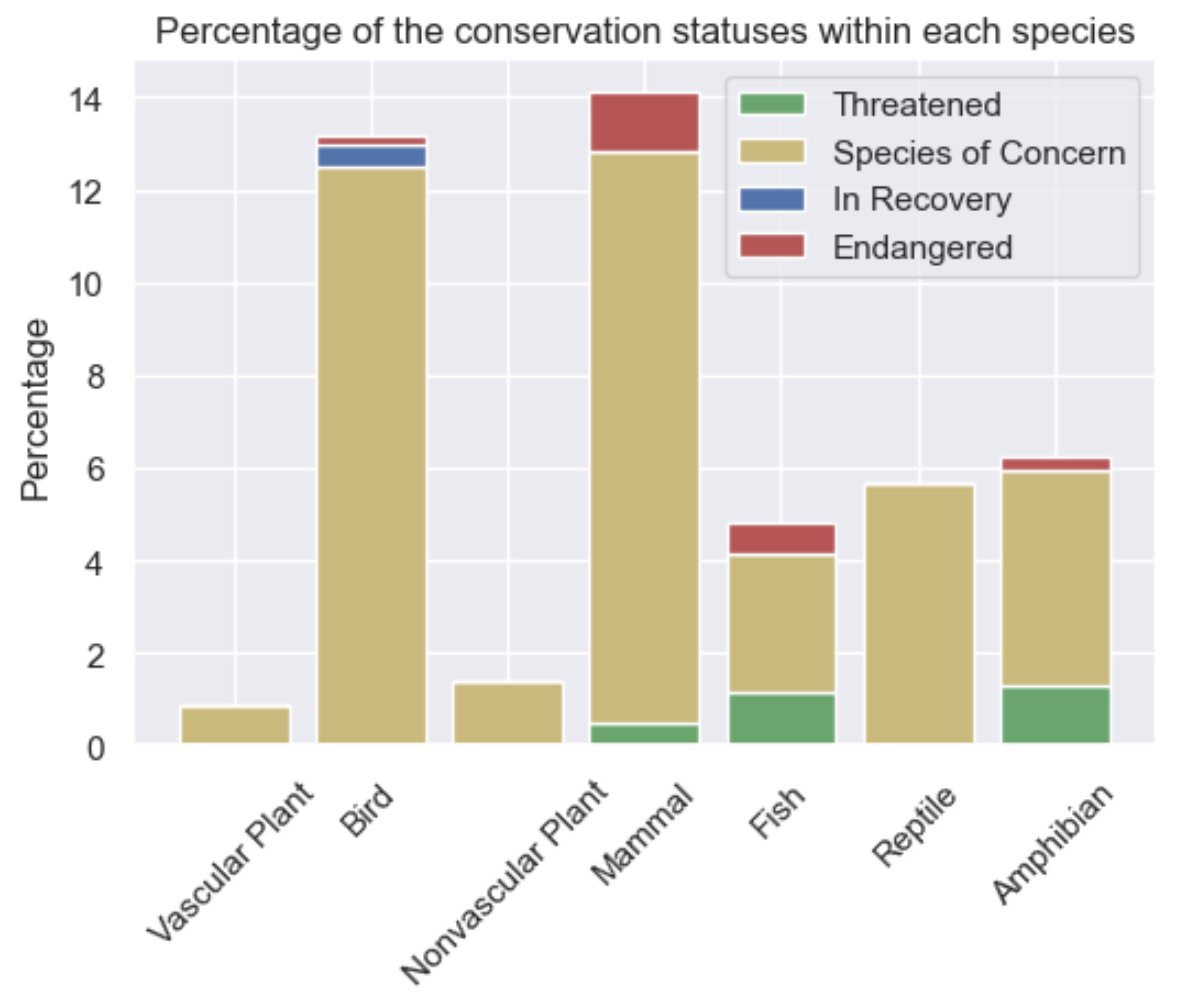 Percentage of the conservation statuses within each species
Threatened
Species of Concern
In Recovery
Endangered
Percentage
14
12
10
8
6
4
2
0
Vascular Plant
Bird
Nonvascular Plant
Mammal
Fish
Reptile
Amphibian